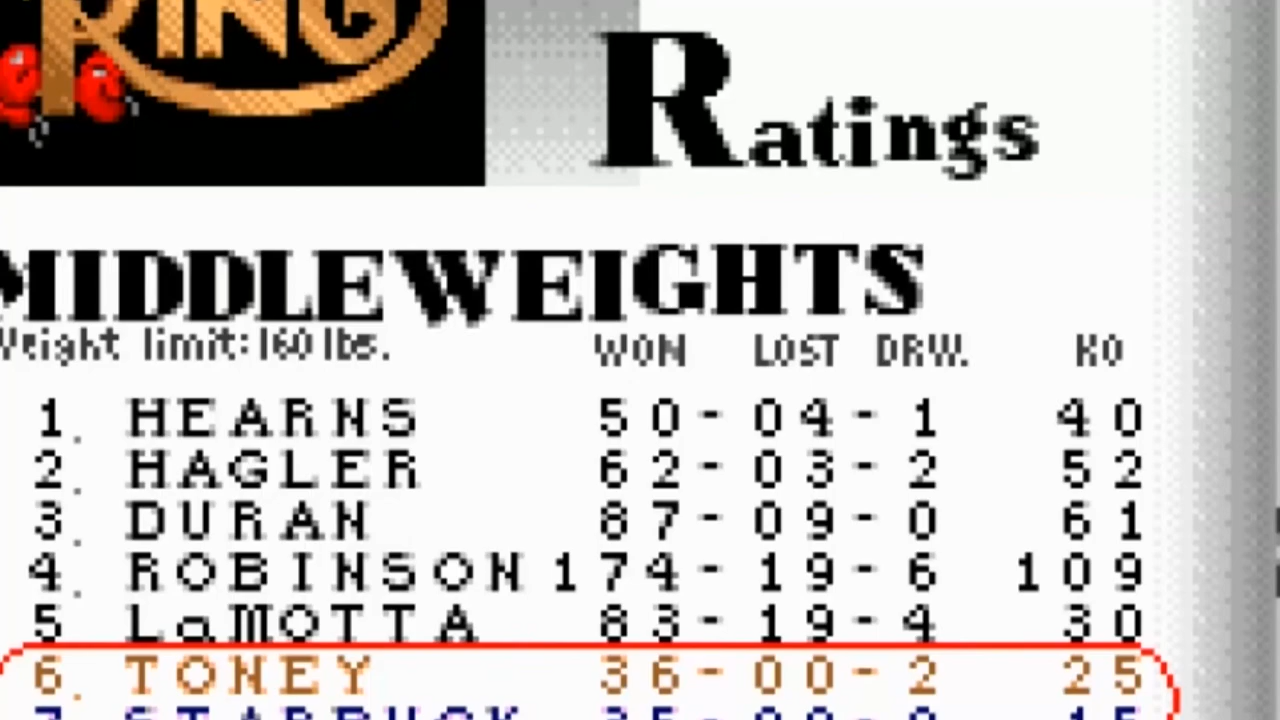 RING
Ratings
MIDDLEWEIGHTS
Weight limit: 160 lbs. WON LOST DRW. KO
1. HEARNS 50-04-1 40
2. HAGLER 62-03-2 52
3. DURAN 87-09-0 61
4. ROBINSON 174-19-6 109
5. LaMOTTA 83-19-4 30
6. TONEY 36-00-2 25